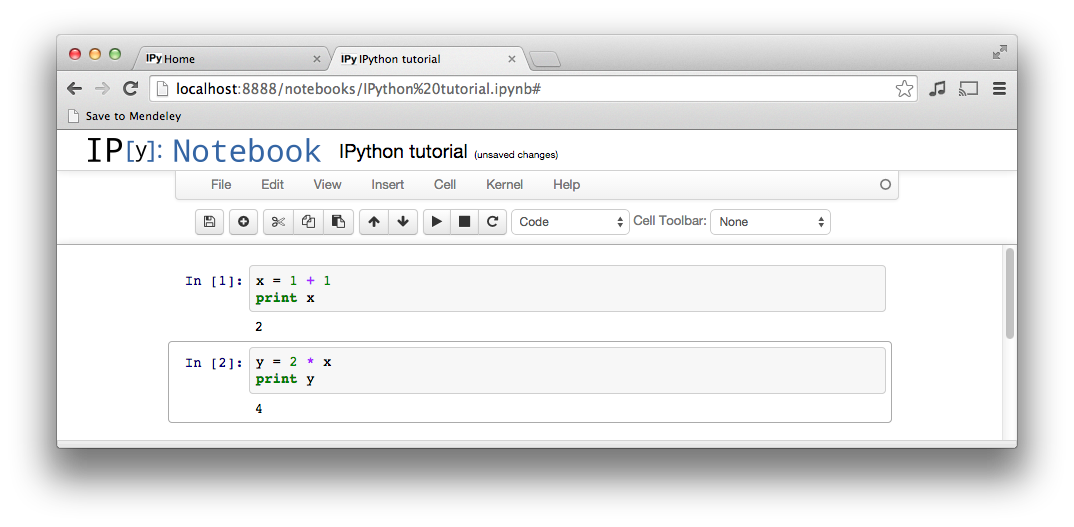 IPy Home
IPy IPython tutorial
localhost:8888/notebooks/IPython%20tutorial.ipynb#
Save to Mendeley
IP[y]: Notebook IPython tutorial (unsaved changes)
File Edit View Insert Cell Kernel Help
Code Cell Toolbar: None
In [1]: x = 1 + 1
print x
2
In [2]: y = 2 * x
print y
4